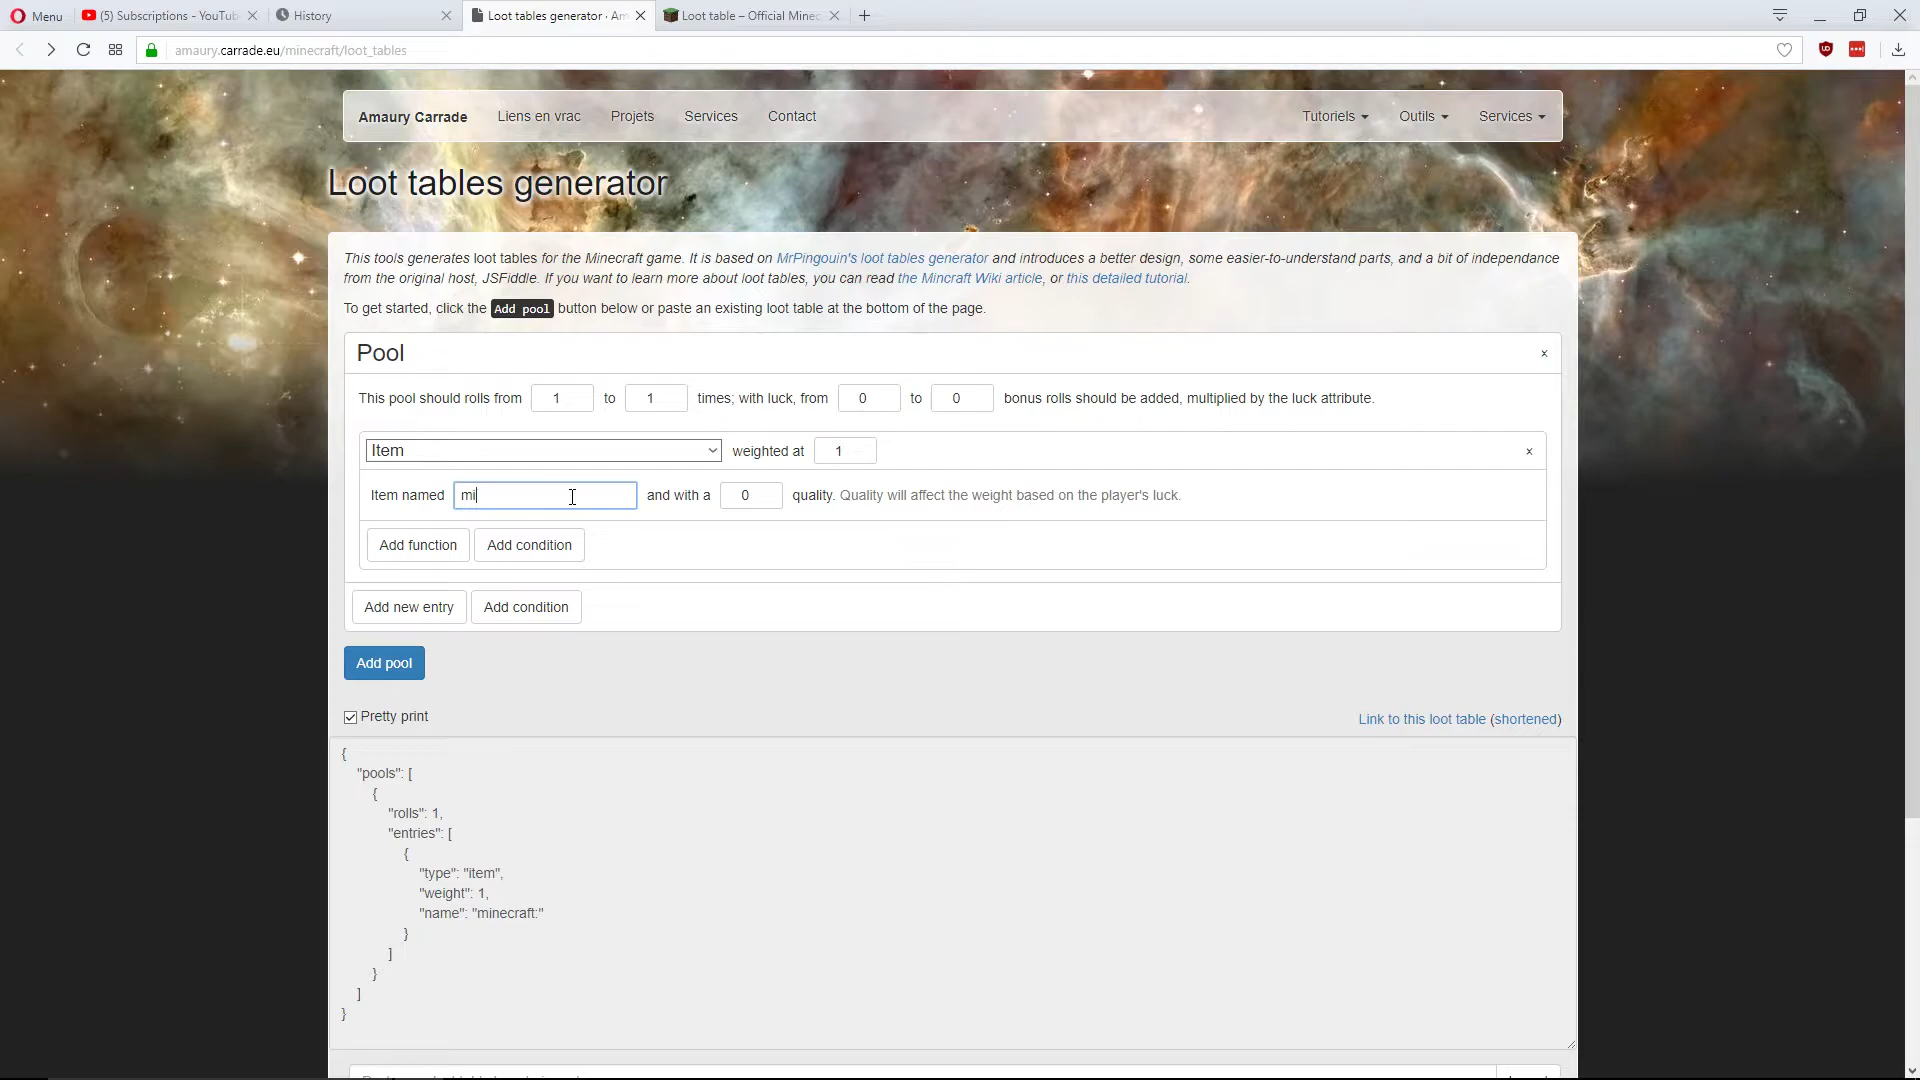 Menu
(5) Subscriptions - YouTub
History
Loot tables generator · Am
Loot table – Official Minec
amaury.carrade.eu/minecraft/loot_tables
Amaury Carrade Liens en vrac Projets Services Contact Tutoriels Outils Services
Loot tables generator
This tools generates loot tables for the Minecraft game. It is based on MrPingouin's loot tables generator and introduces a better design, some easier-to-understand parts, and a bit of independance
from the original host, JSFiddle. If you want to learn more about loot tables, you can read the Mincraft Wiki article, or this detailed tutorial.
To get started, click the Add pool button below or paste an existing loot table at the bottom of the page.
Pool ×
This pool should rolls from 1 to 1 times; with luck, from 0 to 0 bonus rolls should be added, multiplied by the luck attribute.
Item weighted at 1 ×
Item named mi and with a 0 quality. Quality will affect the weight based on the player's luck.
Add function Add condition
Add new entry Add condition
Add pool
Pretty print Link to this loot table (shortened)
{
"pools": [
{
"rolls": 1,
"entries": [
{
"type": "item",
"weight": 1,
"name": "minecraft:"
}
]
}
]
}